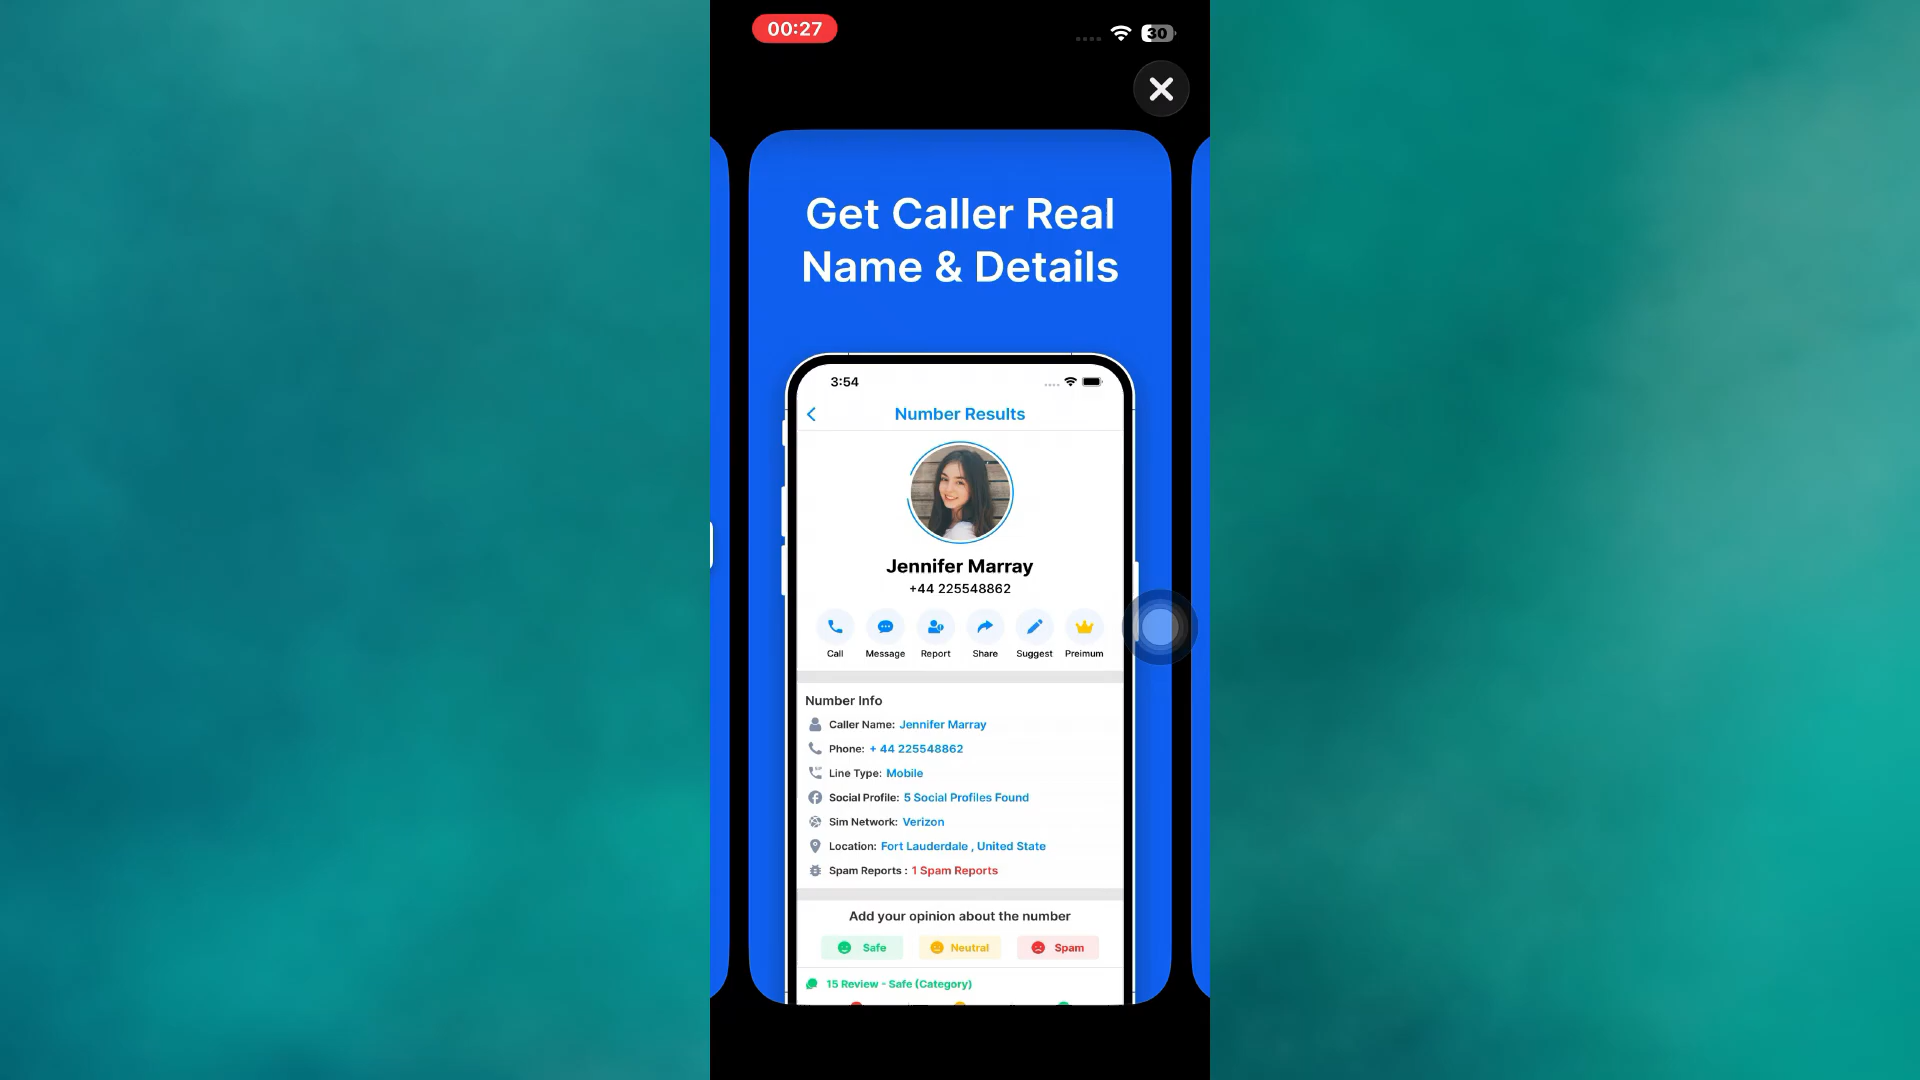 00:27
30
Get Caller Real
Name & Details
3:54
Number Results
Jennifer Marray
+44 225548862
Call Message Report Share Suggest Preimum
Number Info
Caller Name: Jennifer Marray
Phone: + 44 225548862
Line Type: Mobile
Social Profile: 5 Social Profiles Found
Sim Network: Verizon
Location: Fort Lauderdale , United State
Spam Reports : 1 Spam Reports
Add your opinion about the number
Safe Neutral Spam
15 Review - Safe (Category)